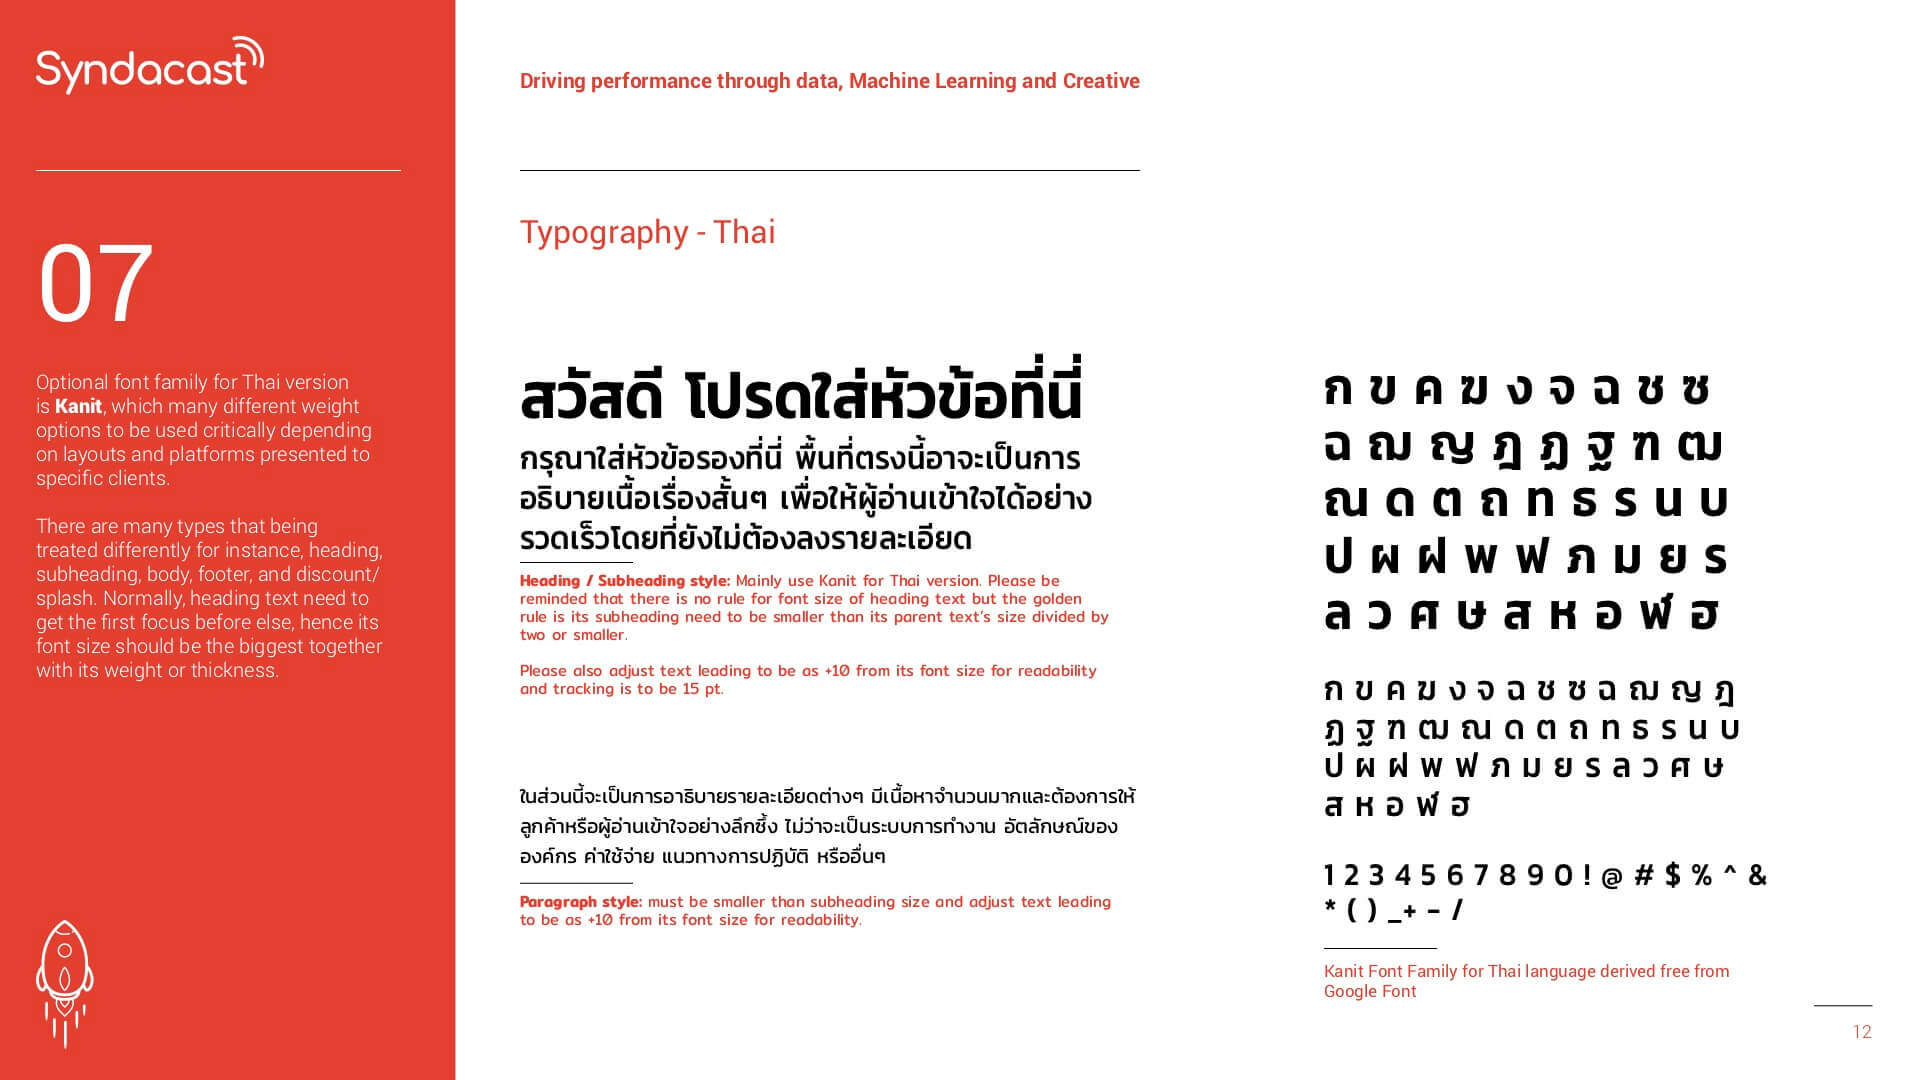 Syndacast
Driving performance through data, Machine Learning and Creative
07
Optional font family for Thai version
is Kanit, which many different weight
options to be used critically depending
on layouts and platforms presented to
specific clients.
There are many types that being
treated differently for instance, heading,
subheading, body, footer, and discount/
splash. Normally, heading text need to
get the first focus before else, hence its
font size should be the biggest together
with its weight or thickness.
Typography - Thai
สวัสดี โปรดใส่หัวข้อที่นี่
กรุณาใส่หัวข้อรองที่นี่ พื้นที่ตรงนี้อาจจะเป็นการ
อธิบายเนื้อเรื่องสั้นๆ เพื่อให้ผู้อ่านเข้าใจได้อย่าง
รวดเร็วโดยที่ยังไม่ต้องลงรายละเอียด
Heading / Subheading style: Mainly use Kanit for Thai version. Please be
reminded that there is no rule for font size of heading text but the golden
rule is its subheading need to be smaller than its parent text's size divided by
two or smaller.
Please also adjust text leading to be as +10 from its font size for readability
and tracking is to be 15 pt.
ในส่วนนี้จะเป็นการอาธิบายรายละเอียดต่างๆ มีเนื้อหาจำนวนมากและต้องการให้
ลูกค้าหรือผู้อ่านเข้าใจอย่างลึกซึ้ง ไม่ว่าจะเป็นระบบการทำงาน อัตลักษณ์ของ
องค์กร ค่าใช้จ่าย แนวทางการปฏิบัติ หรืออื่นๆ
Paragraph style: must be smaller than subheading size and adjust text leading
to be as +10 from its font size for readability.
ก ข ค ฆ ง จ ฉ ช ซ
ฉ ฌ ญ ฎ ฏ ฐ ฑ ฒ
ณ ด ต ถ ท ธ ร น บ
ป ผ ฝ พ ฟ ภ ม ย ร
ล ว ศ ษ ส ห อ ฬ ฮ
ก ข ค ฆ ง จ ฉ ช ซ ฉ ฌ ญ ฎ
ฏ ฐ ฑ ฒ ณ ด ต ถ ท ธ ร น บ
ป ผ ฝ พ ฟ ภ ม ย ร ล ว ศ ษ
ส ห อ ฬ ฮ
1 2 3 4 5 6 7 8 9 0 ! @ # $ % ^ &
* ( ) _+ - /
Kanit Font Family for Thai language derived free from
Google Font
12